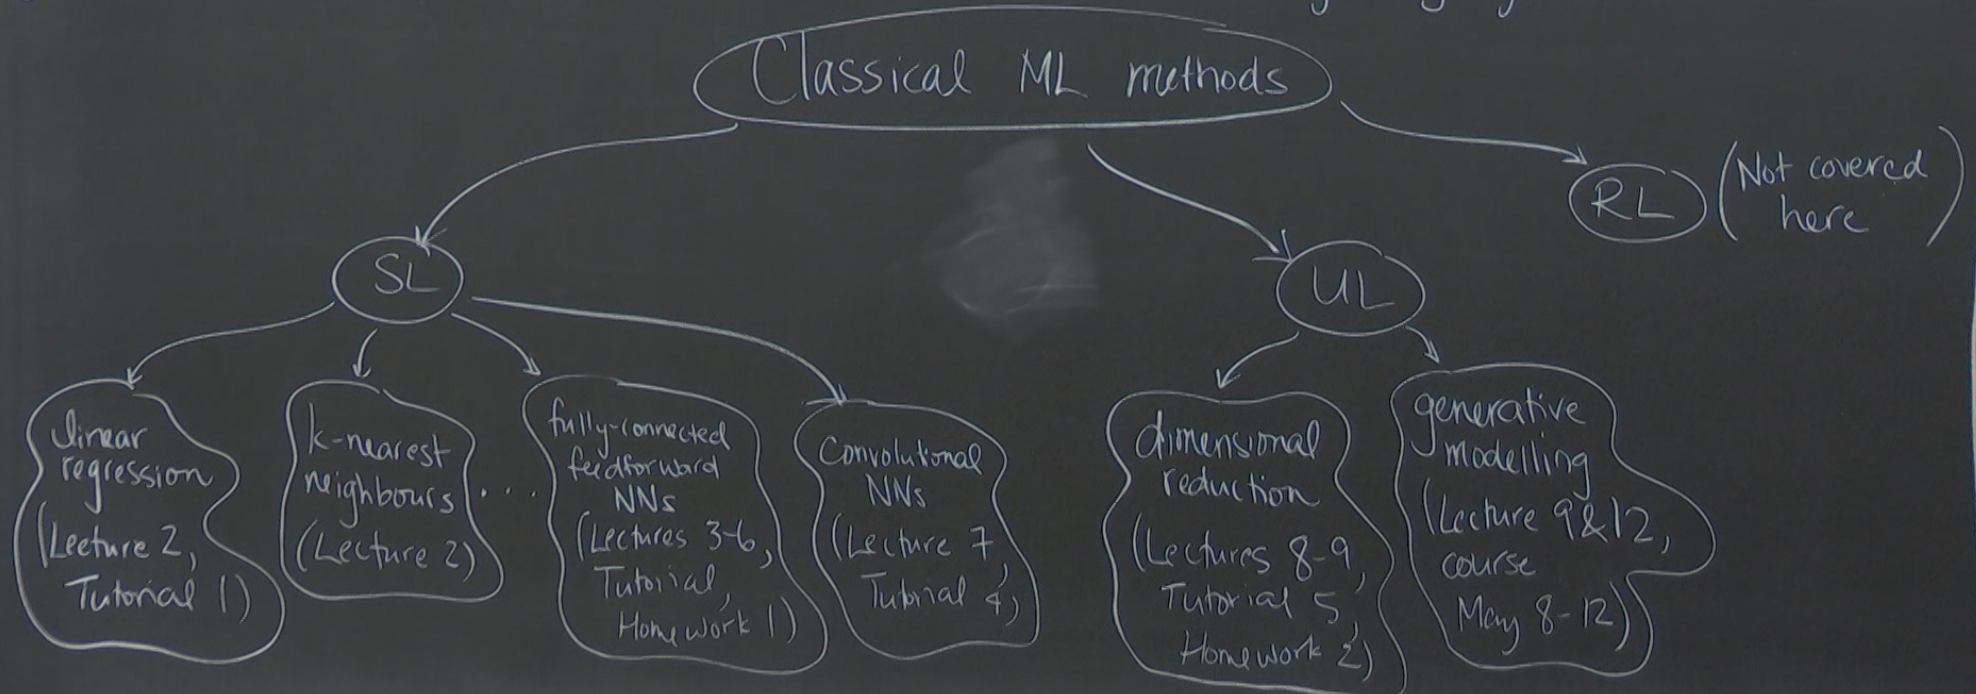 Classical ML methods
RL
(Not covered
here)
SL
UL
linear
regression
(Lecture 2,
Tutorial 1)
k-nearest
neighbours
(Lecture 2)
....
fully-connected
feedforward
NNs
(Lectures 3-6,
Tutorial,
Homework 1)
Convolutional
NNs
(Lecture 7,
Tutorial 4)
dimensional
reduction
(Lectures 8-9,
Tutorial 5,
Homework 2)
generative
modelling
(Lecture 9&12,
course
May 8-12)